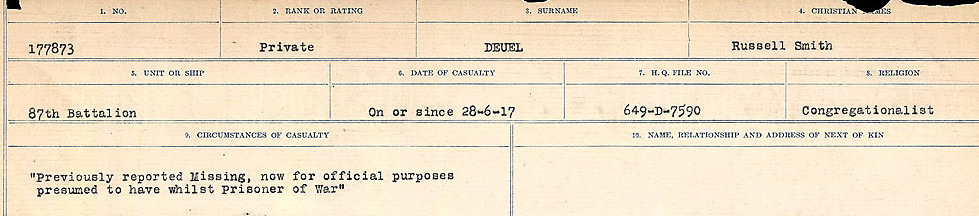 1. NO. 2. RANK OR RATING 3. SURNAME 4. CHRISTIAN NAMES
177873 Private DEUEL Russell Smith
5. UNIT OR SHIP 6. DATE OF CASUALTY 7. H.Q. FILE NO. 8. RELIGION
87th Battalion On or since 28-6-17 649-D-7590 Congregationalist
9. CIRCUMSTANCES OF CASUALTY 10. NAME, RELATIONSHIP AND ADDRESS OF NEXT OF KIN
"Previously reported Missing, now for official purposes
presumed to have whilst Prisoner of War"